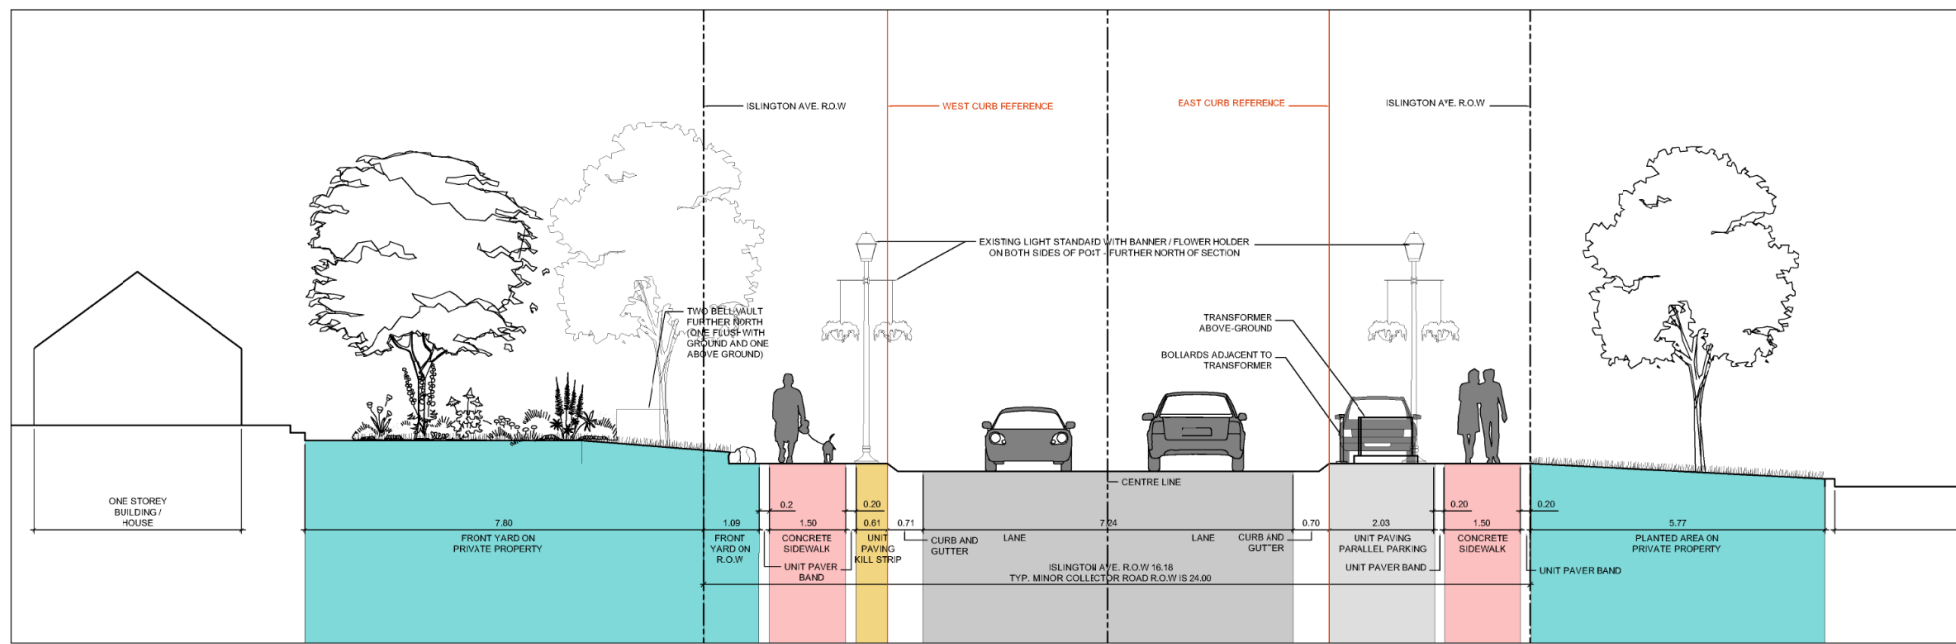 ISLINGTON AVE. R.O.W
WEST CURB REFERENCE
EAST CURB REFERENCE
ISLINGTON AVE. R.O.W
EXISTING LIGHT STANDARD WITH BANNER / FLOWER HOLDER
ON BOTH SIDES OF POST - FURTHER NORTH OF SECTION
TWO BELL VAULT
FURTHER NORTH
(ONE FLUSH WITH
GROUND AND ONE
ABOVE GROUND)
TRANSFORMER
ABOVE-GROUND
BOLLARDS ADJACENT TO
TRANSFORMER
CENTRE LINE
ONE STOREY
BUILDING /
HOUSE
7.80
FRONT YARD ON
PRIVATE PROPERTY
1.09
FRONT
YARD ON
R.O.W
0.2
1.50
CONCRETE
SIDEWALK
UNIT PAVER
BAND
0.20
0.61
UNIT
PAVING
KILL STRIP
0.71
CURB AND
GUTTER
7.24
LANE
LANE
0.70
CURB AND
GUTTER
2.03
UNIT PAVING
PARALLEL PARKING
0.20
UNIT PAVER BAND
1.50
CONCRETE
SIDEWALK
0.20
UNIT PAVER BAND
5.77
PLANTED AREA ON
PRIVATE PROPERTY
ISLINGTON AVE. R.O.W 16.18
TYP. MINOR COLLECTOR ROAD R.O.W IS 24.00